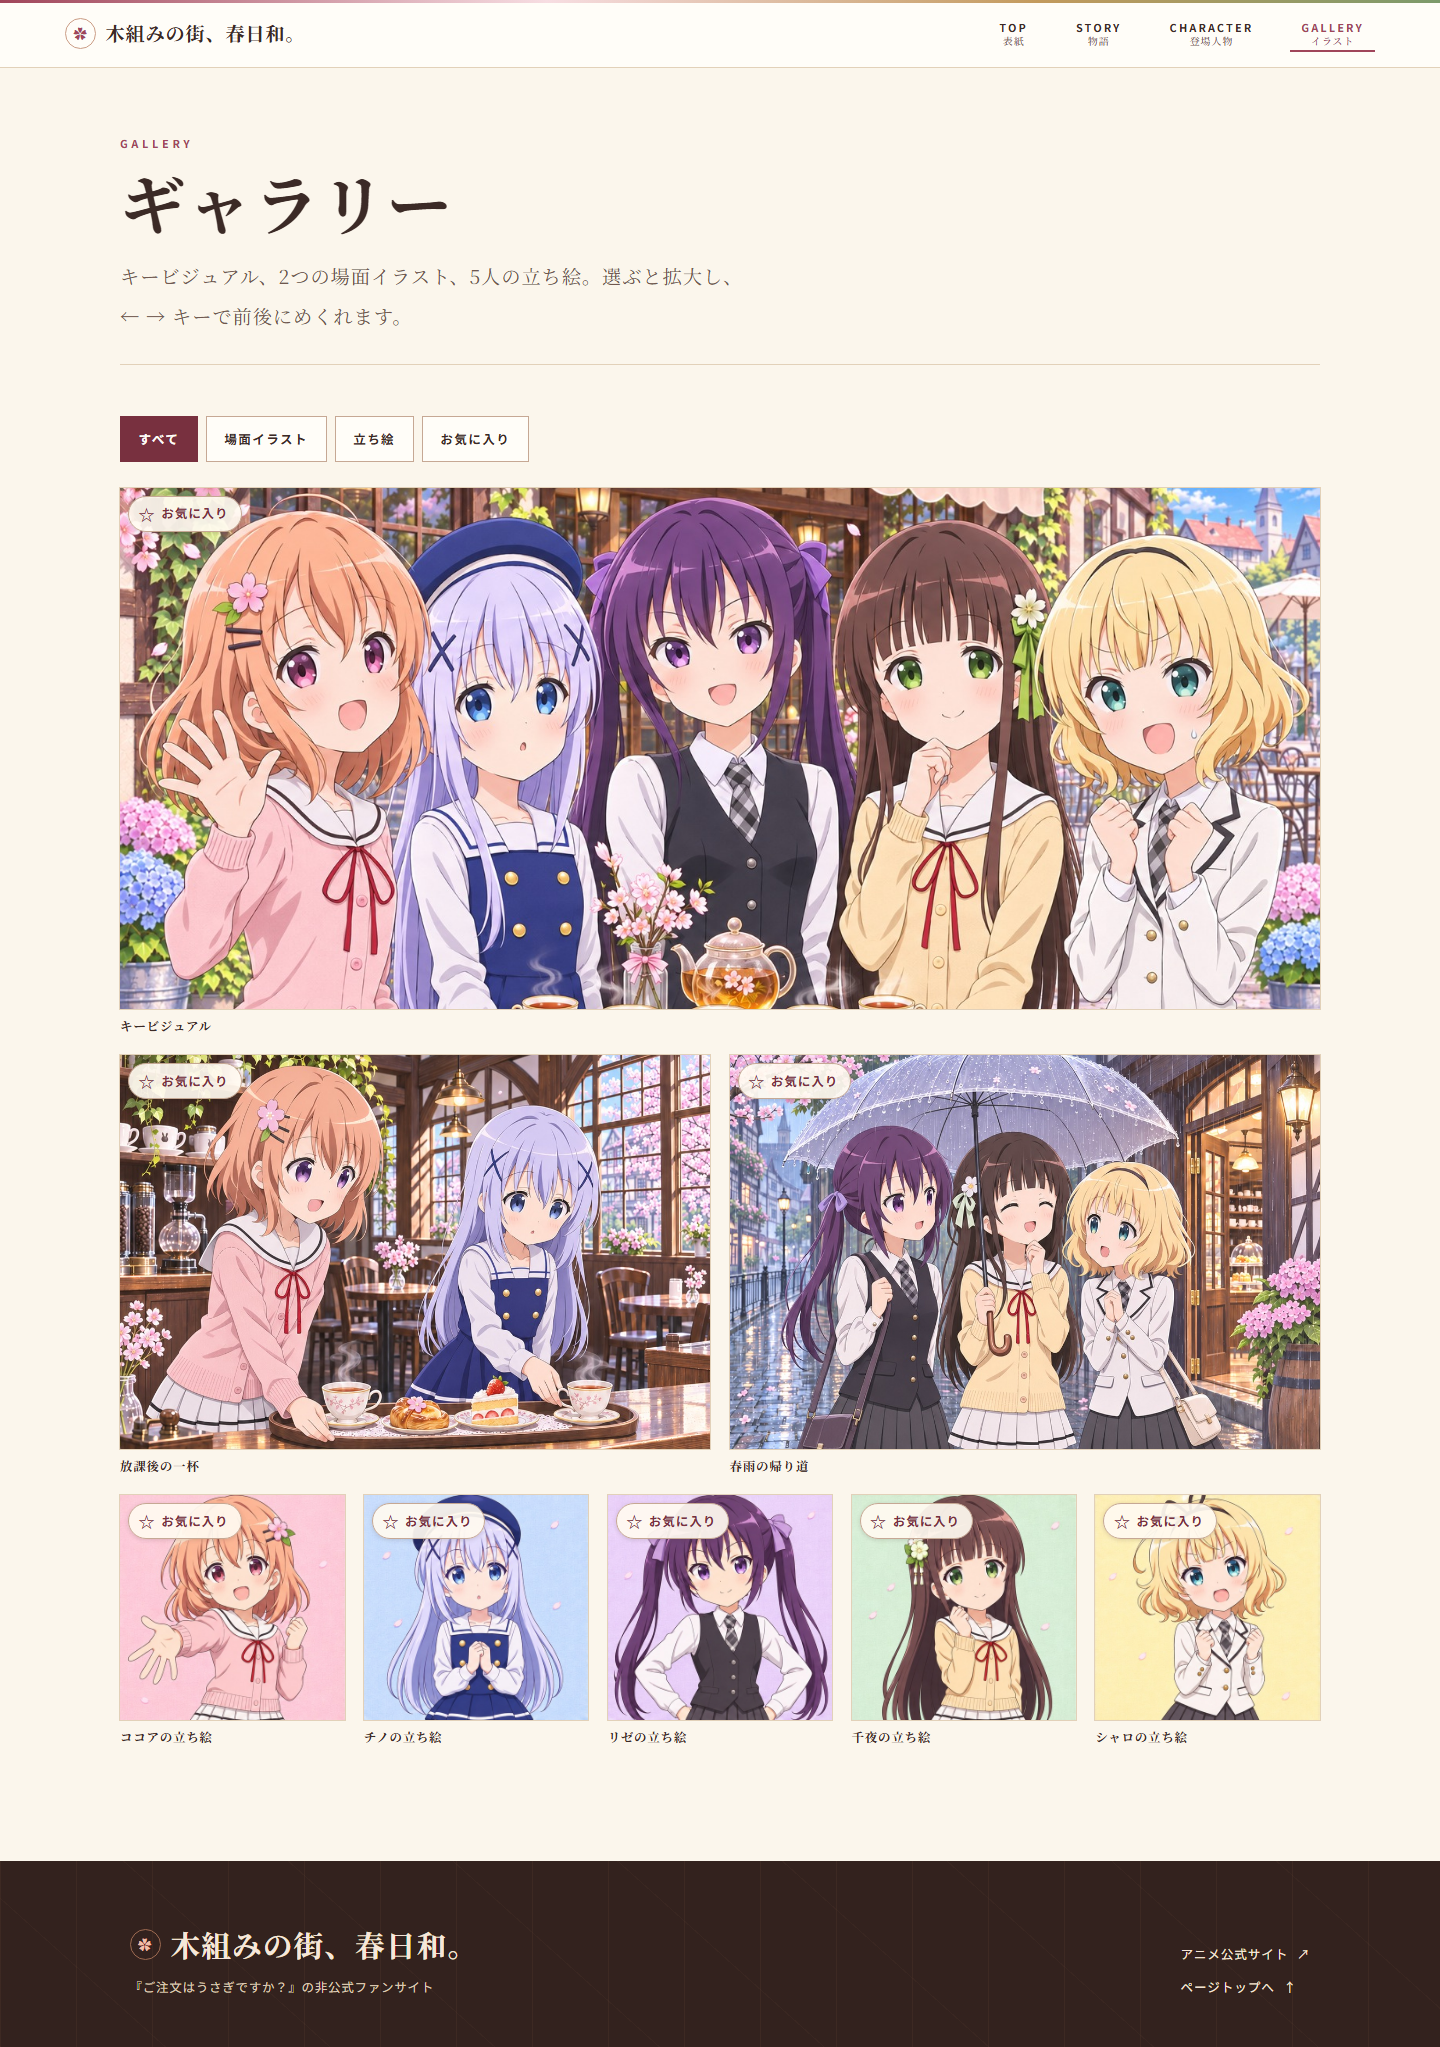 木組みの街、春日和。
TOP
表紙
STORY
物語
CHARACTER
登場人物
GALLERY
イラスト
GALLERY
ギャラリー
キービジュアル、2つの場面イラスト、5人の立ち絵。選ぶと拡大し、
← → キーで前後にめくれます。
すべて
場面イラスト
立ち絵
お気に入り
☆ お気に入り
キービジュアル
☆ お気に入り
☆ お気に入り
放課後の一杯
春雨の帰り道
☆ お気に入り
☆ お気に入り
☆ お気に入り
☆ お気に入り
☆ お気に入り
ココアの立ち絵
チノの立ち絵
リゼの立ち絵
千夜の立ち絵
シャロの立ち絵
木組みの街、春日和。
『ご注文はうさぎですか？』の非公式ファンサイト
アニメ公式サイト ↗
ページトップへ ↑